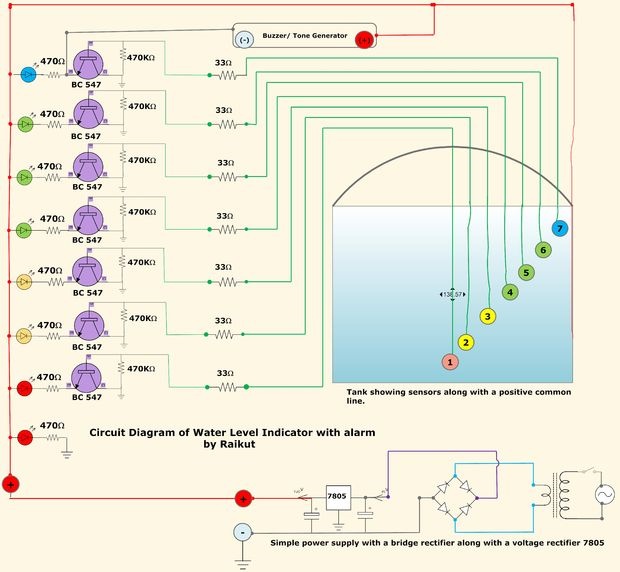 Buzzer/ Tone Generator
(-)
(+)
470Ω
BC 547
470KΩ
33Ω
470Ω
BC 547
470KΩ
33Ω
470Ω
BC 547
470KΩ
33Ω
470Ω
BC 547
470KΩ
33Ω
470Ω
BC 547
470KΩ
33Ω
470Ω
BC 547
470KΩ
33Ω
470Ω
BC 547
470KΩ
33Ω
470Ω
7
6
5
4
3
2
1
Tank showing sensors along with a positive common
line.
Circuit Diagram of Water Level Indicator with alarm
by Raikut
+
+
-
7805
Simple power supply with a bridge rectifier along with a voltage rectifier 7805